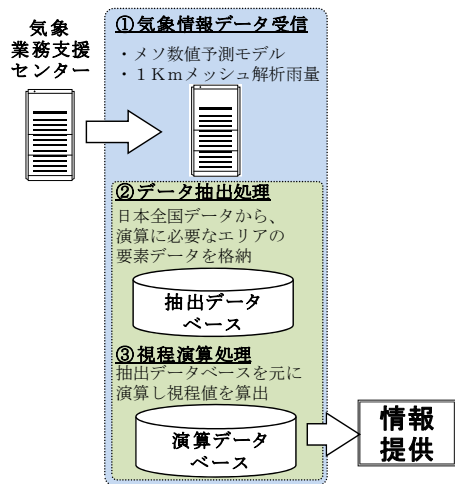 気象
業務支援
センター
①気象情報データ受信
・メソ数値予測モデル
・１Ｋｍメッシュ解析雨量
②データ抽出処理
日本全国データから、
演算に必要なエリアの
要素データを格納
抽出データ
ベース
③視程演算処理
抽出データベースを元に
演算し視程値を算出
演算データ
ベース
情報
提供